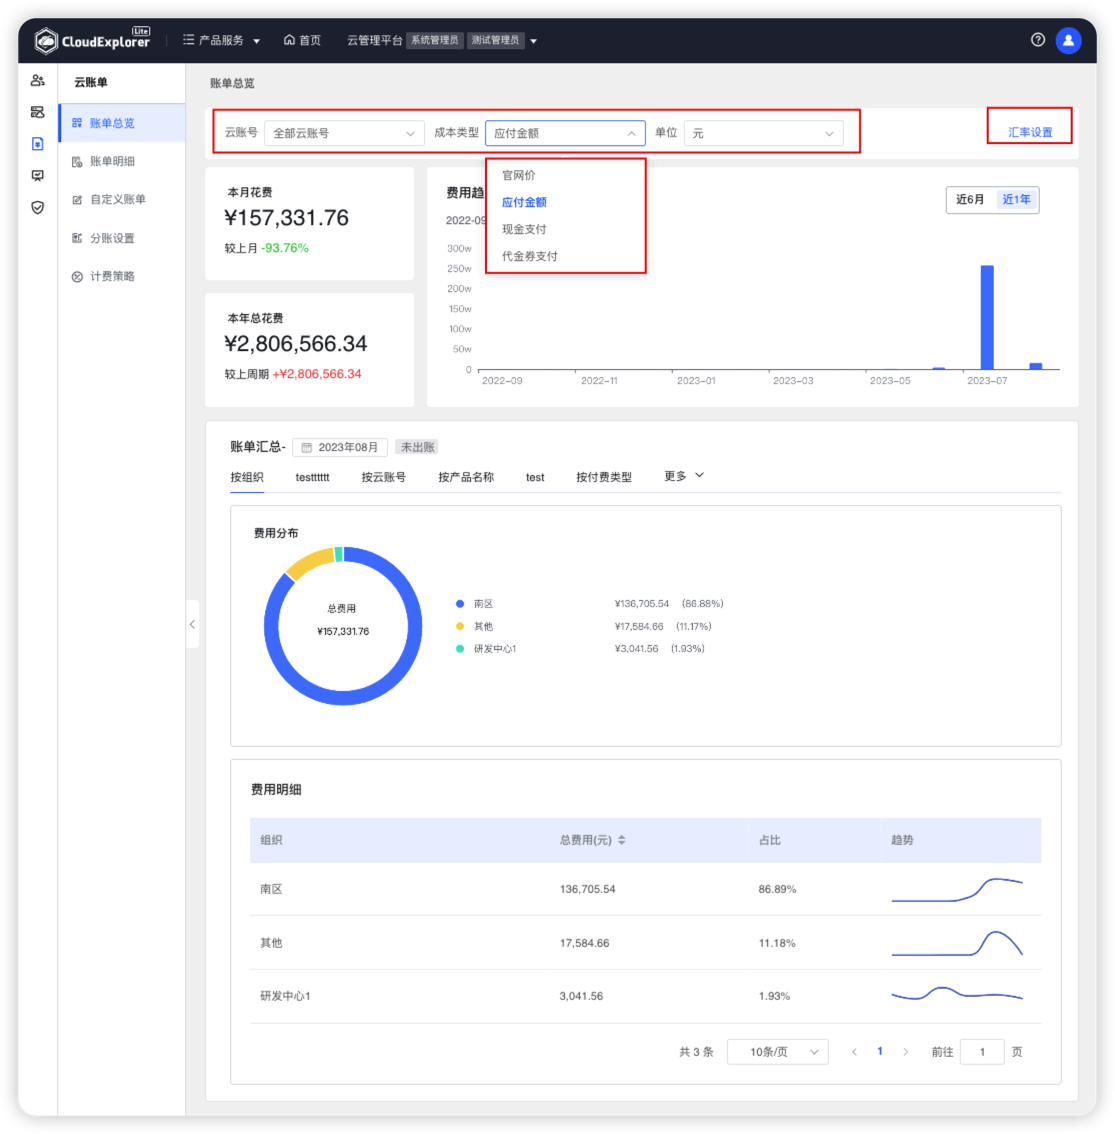 CloudExplorer Lite 产品服务 首页 云管理平台 系统管理员 测试管理员
云账单
账单总览
账单明细
自定义账单
分账设置
计费策略
账单总览
云账号 全部云账号 成本类型 应付金额 单位 元 汇率设置
官网价
应付金额
现金支付
代金券支付
本月花费
¥157,331.76
较上月 -93.76%
本年总花费
¥2,806,566.34
较上周期 +¥2,806,566.34
费用趋
近6月 近1年
2022-09
300w
250w
200w
150w
100w
50w
0
2022-09 2022-11 2023-01 2023-03 2023-05 2023-07
账单汇总- 2023年08月 未出账
按组织 testttttt 按云账号 按产品名称 test 按付费类型 更多
费用分布
总费用
¥157,331.76
南区 ¥136,705.54 (86.88%)
其他 ¥17,584.66 (11.17%)
研发中心1 ¥3,041.56 (1.93%)
费用明细
组织 总费用(元) 占比 趋势
南区 136,705.54 86.89%
其他 17,584.66 11.18%
研发中心1 3,041.56 1.93%
共 3 条 10条/页 1 前往 1 页